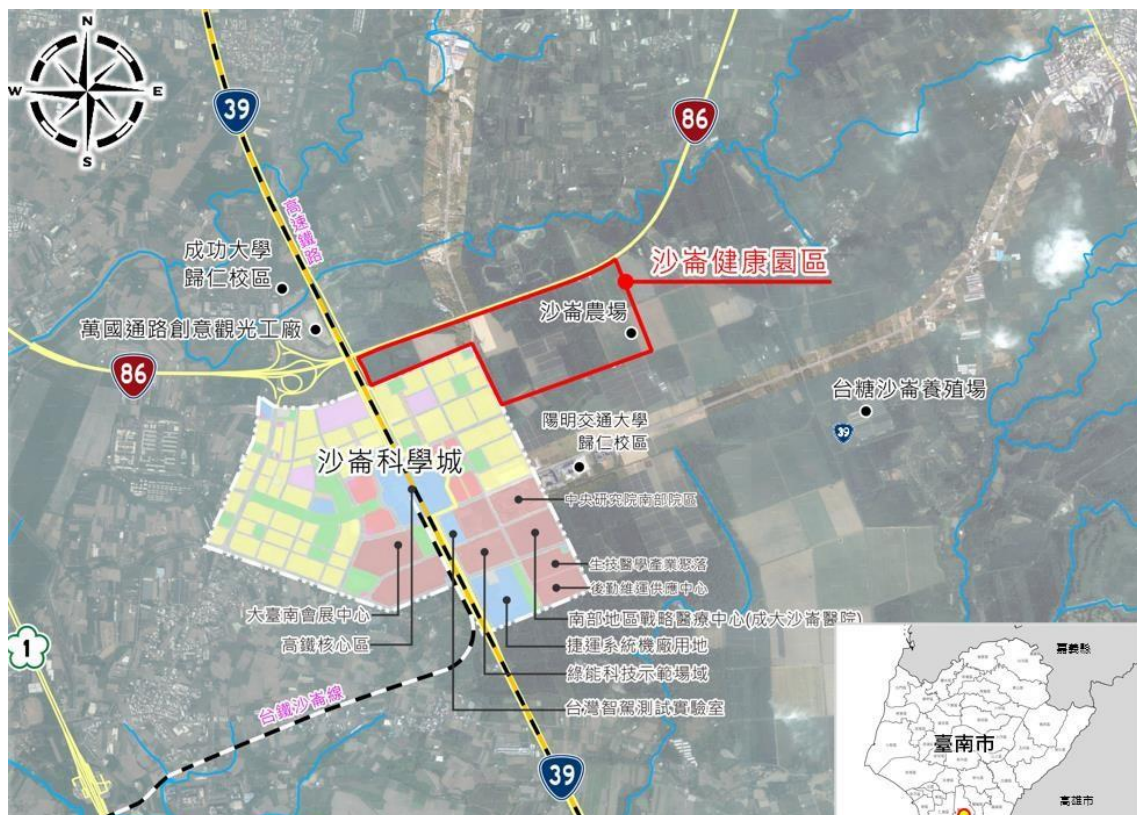 N
W
E
S
39
86
高速鐵路
成功大學
歸仁校區
沙崙健康園區
萬國通路創意觀光工廠
沙崙農場
86
台糖沙崙養殖場
39
陽明交通大學
歸仁校區
沙崙科學城
中央研究院南部院區
生技醫學產業聚落
後勤維運供應中心
大臺南會展中心
南部地區戰略醫療中心(成大沙崙醫院)
高鐵核心區
捷運系統機廠用地
綠能科技示範場域
台灣智駕測試實驗室
1
台鐵沙崙線
39
嘉義縣
臺南市
高雄市